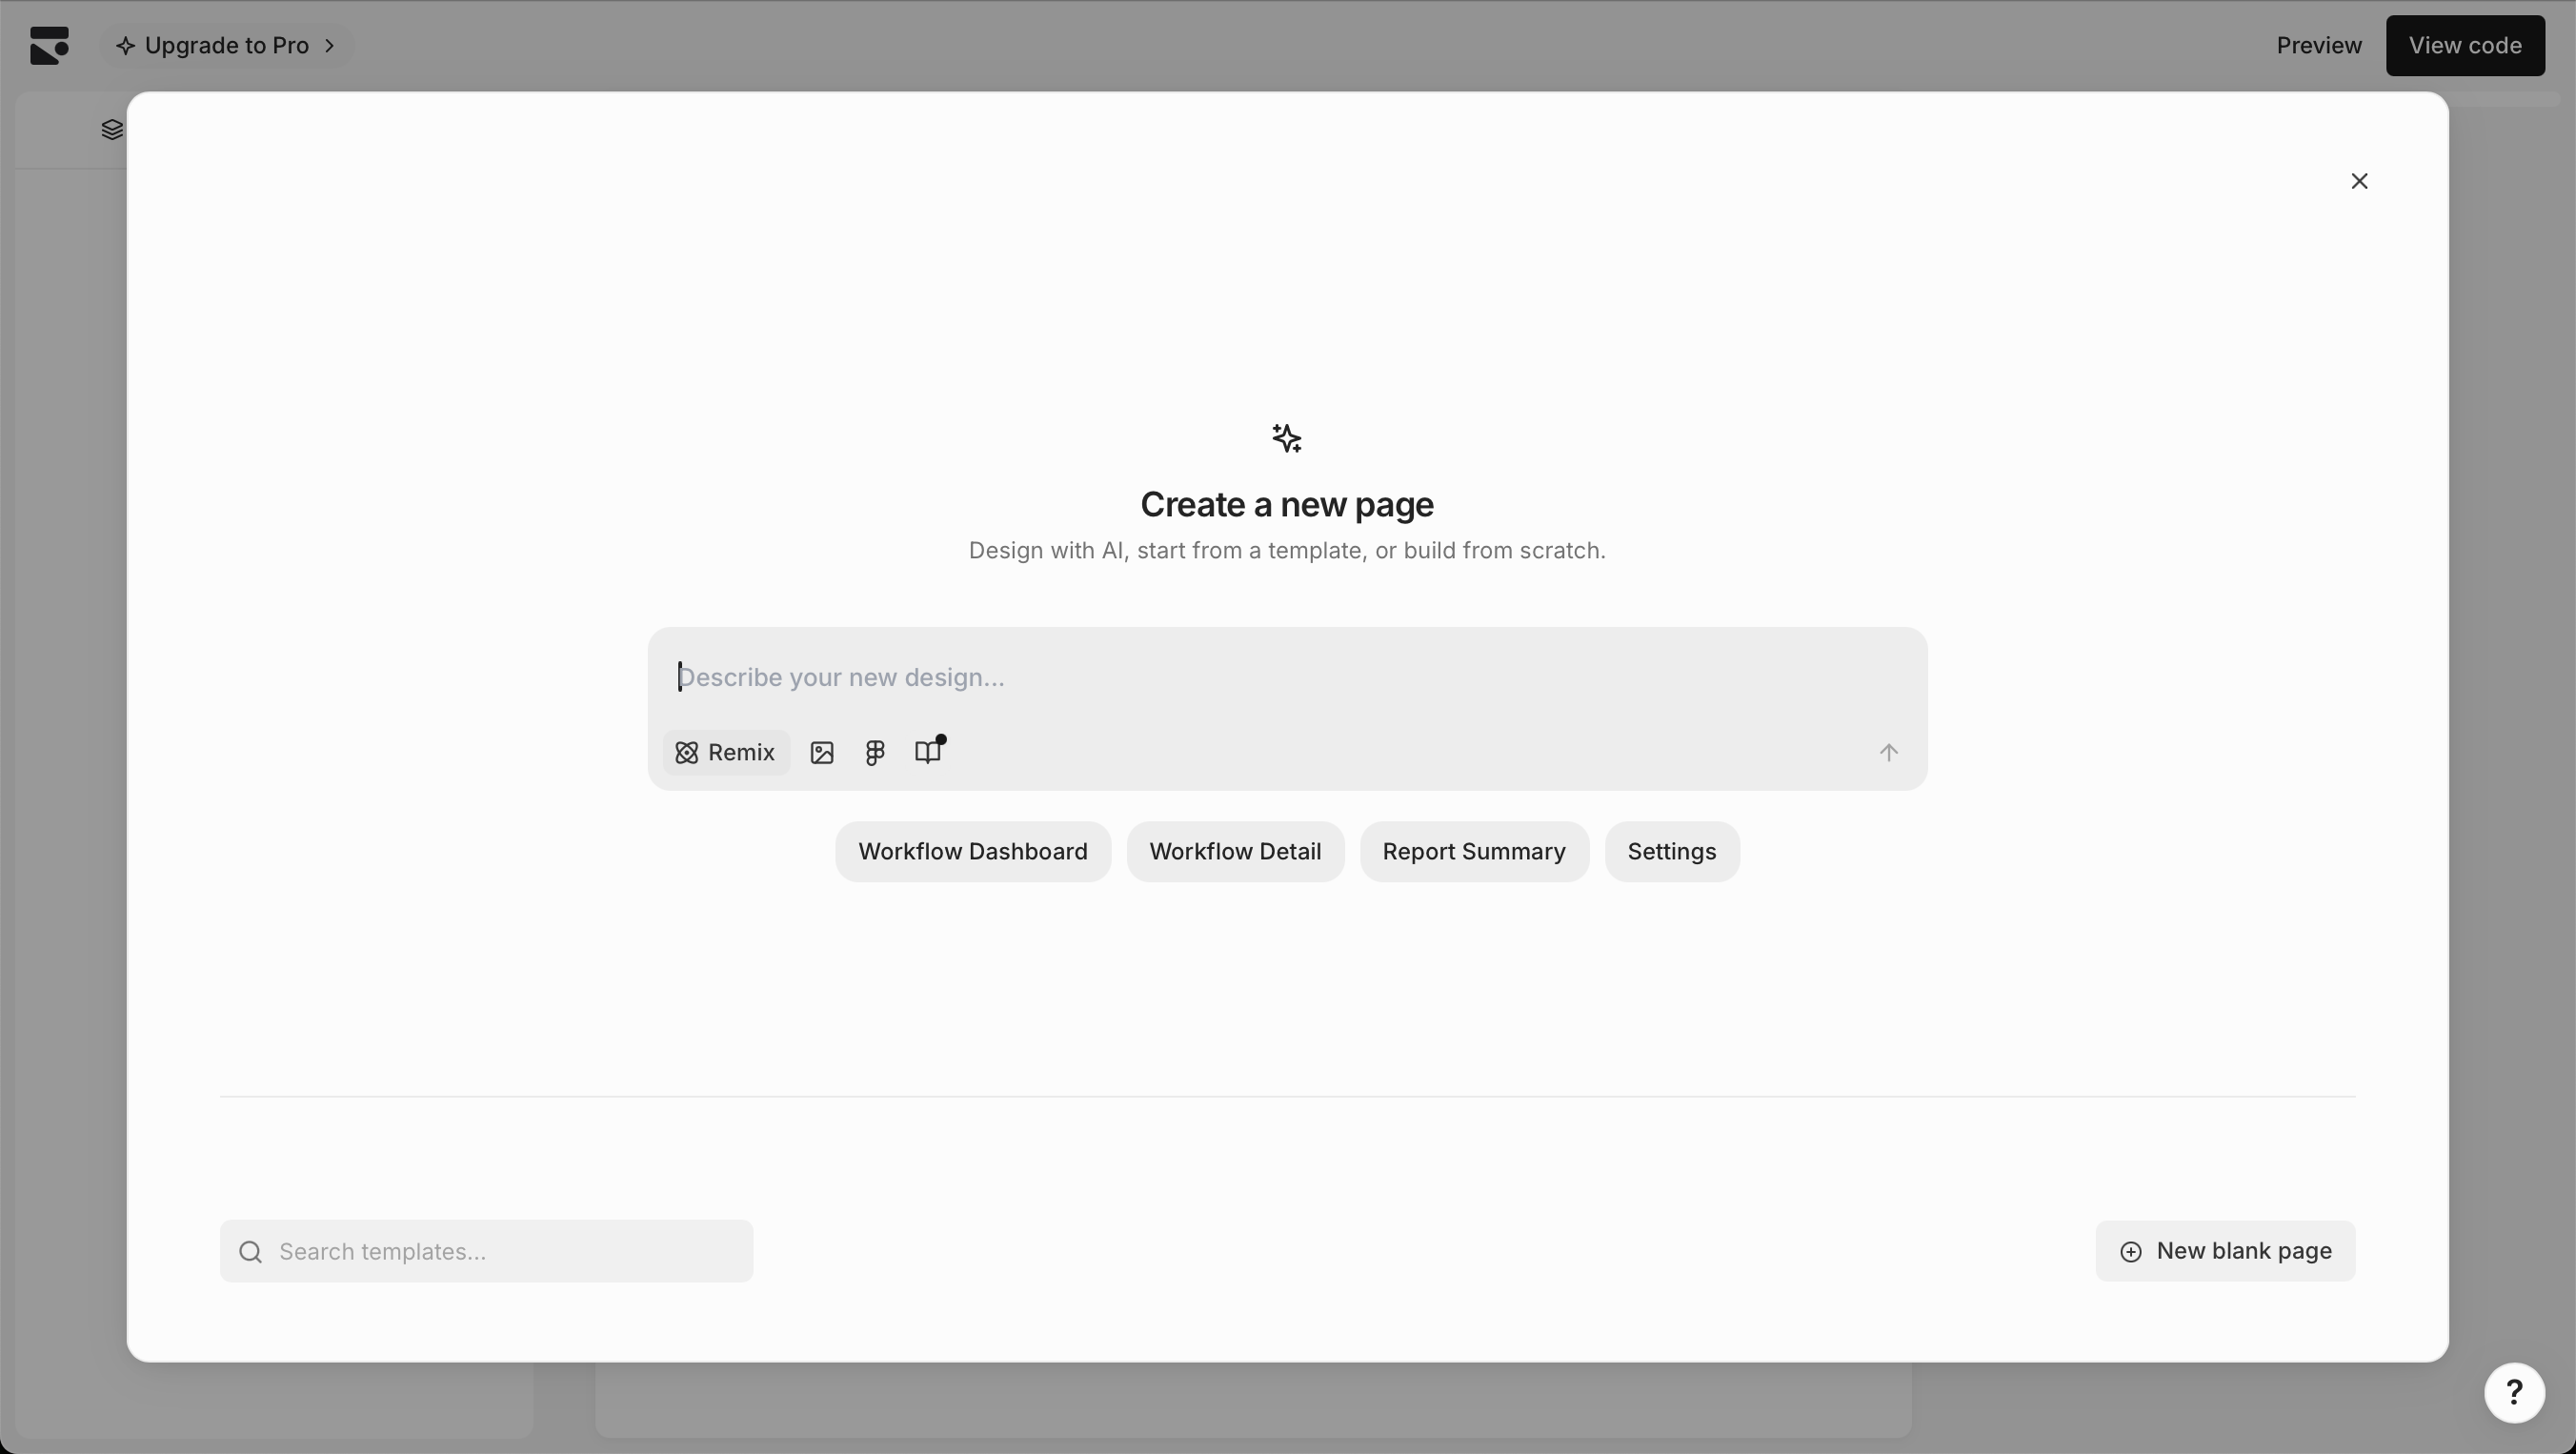 Upgrade to Pro
Preview
View code
Create a new page
Design with AI, start from a template, or build from scratch.
Describe your new design...
Remix
Workflow Dashboard
Workflow Detail
Report Summary
Settings
Search templates...
New blank page
?